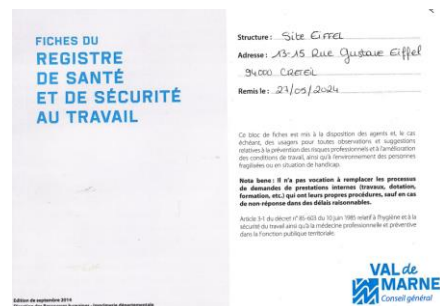 FICHES DU
REGISTRE
DE SANTÉ
ET DE SÉCURITÉ
AU TRAVAIL
Edition de septembre 2014
Direction des Ressources humaines - Imprimerie départementale
Structure : Site EIFFEL
Adresse : 13-15 Rue Gustave Eiffel
94000 CRETEIL
Remis le : 27/05/2024
Ce bloc de fiches est mis à la disposition des agents et, le cas
échéant, des usagers pour toutes observations et suggestions
relatives à la prévention des risques professionnels et à l'amélioration
des conditions de travail, ainsi qu'à l'environnement des personnes
fragilisées ou en situation de handicap.
Nota bene : Il n'a pas vocation à remplacer les processus
de demandes de prestations internes (travaux, dotation,
formation, etc.) qui ont leurs propres procédures, sauf en cas
de non-réponse dans des délais raisonnables.
Article 3-1 du décret n° 85-603 du 10 juin 1985 relatif à l'hygiène et à la
sécurité du travail ainsi qu'à la médecine professionnelle et préventive
dans la Fonction publique territoriale.
VAL de
MARNE
Conseil général